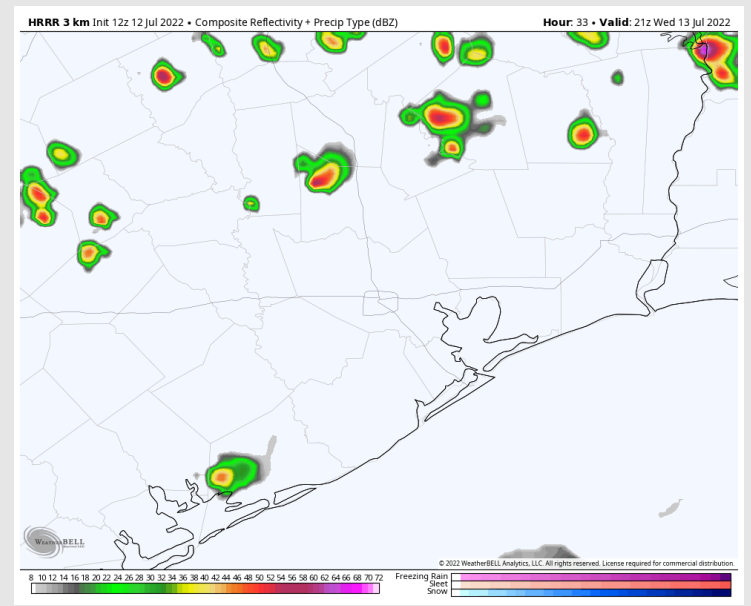 HRRR 3 km Init 12z 12 Jul 2022 • Composite Reflectivity + Precip Type (dBZ)
Hour: 33 • Valid: 21z Wed 13 Jul 2022
WeatherBELL
© 2022 WeatherBELL Analytics, LLC. All rights reserved. License required for commercial distribution.
8 10 12 14 16 18 20 22 24 26 28 30 32 34 36 38 40 42 44 46 48 50 52 54 56 58 60 62 64 66 68 70 72
Freezing Rain
Sleet
Snow